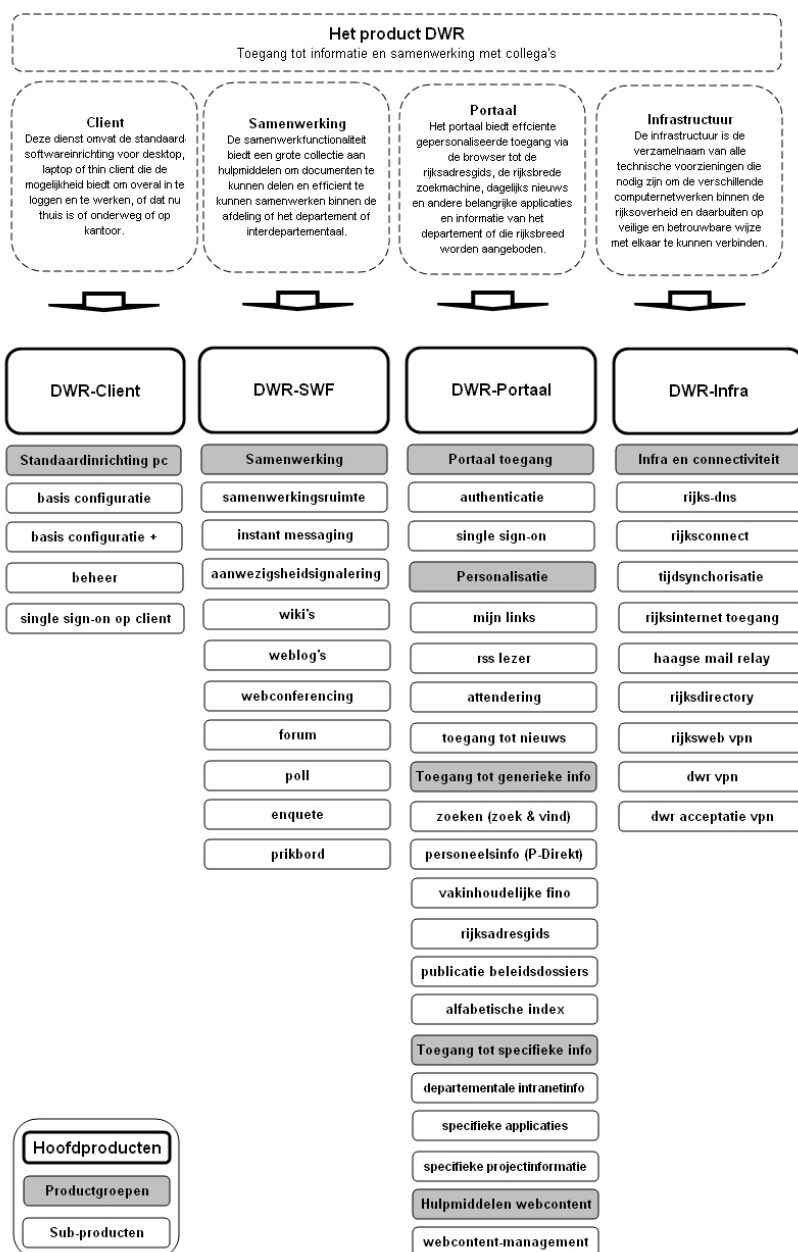 Het product DWR
Toegang tot informatie en samenwerking met collega's
Client
Deze dienst omvat de standaard-
softwareinrichting voor desktop,
laptop of thin client die de
mogelijkheid biedt om overal in te
loggen en te werken, of dat nu
thuis is of onderweg of op
kantoor.
Samenwerking
De samenwerkfunctionaliteit
biedt een grote collectie aan
hulpmiddelen om documenten te
kunnen delen en efficient te
kunnen samenwerken binnen de
afdeling of het departement of
interdepartementaal.
Portaal
Het portaal biedt effciente
gepersonaliseerde toegang via
de browser tot de
rijksadresgids, de rijksbrede
zoekmachine, dagelijks nieuws
en andere belangrijke applicaties
en informatie van het
departement of die rijksbreed
worden aangeboden.
Infrastructuur
De infrastructuur is de
verzamelnaam van alle
technische voorzieningen die
nodig zijn om de verschillende
computernetwerken binnen de
rijksoverheid en daarbuiten op
veilige en betrouwbare wijze
met elkaar te kunnen verbinden.
DWR-Client
Standaardinrichting pc
basis configuratie
basis configuratie +
beheer
single sign-on op client
DWR-SWF
Samenwerking
samenwerkingsruimte
instant messaging
aanwezigsheidsignalering
wiki's
weblog's
webconferencing
forum
poll
enquete
prikbord
DWR-Portaal
Portaal toegang
authenticatie
single sign-on
Personalisatie
mijn links
rss lezer
attendering
toegang tot nieuws
Toegang tot generieke info
zoeken (zoek & vind)
personeelsinfo (P-Direkt)
vakinhoudelijke fino
rijksadresgids
publicatie beleidsdossiers
alfabetische index
Toegang tot specifieke info
departementale intranetinfo
specifieke applicaties
specifieke projectinformatie
Hulpmiddelen webcontent
webcontent-management
DWR-Infra
Infra en connectiviteit
rijks-dns
rijksconnect
tijdsynchorisatie
rijksinternet toegang
haagse mail relay
rijksdirectory
rijksweb vpn
dwr vpn
dwr acceptatie vpn
Hoofdproducten
Productgroepen
Sub-producten